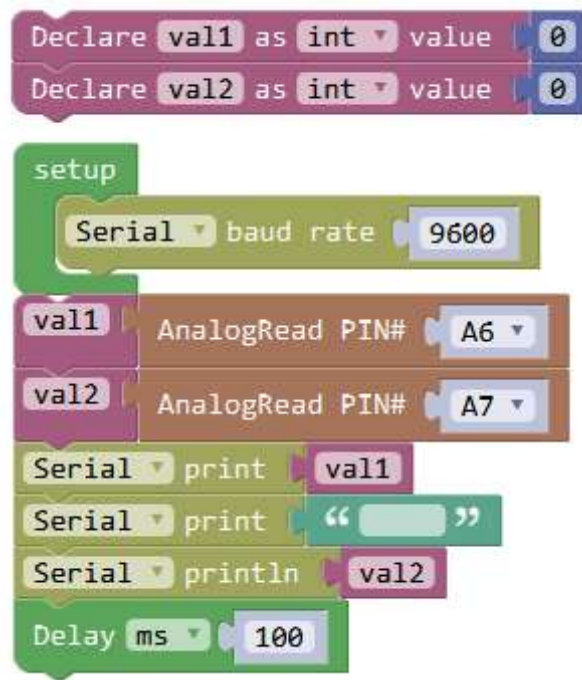 Declare val1 as int value 0
Declare val2 as int value 0
setup
Serial baud rate 9600
val1 AnalogRead PIN# A6
val2 AnalogRead PIN# A7
Serial print val1
Serial print “ ”
Serial println val2
Delay ms 100